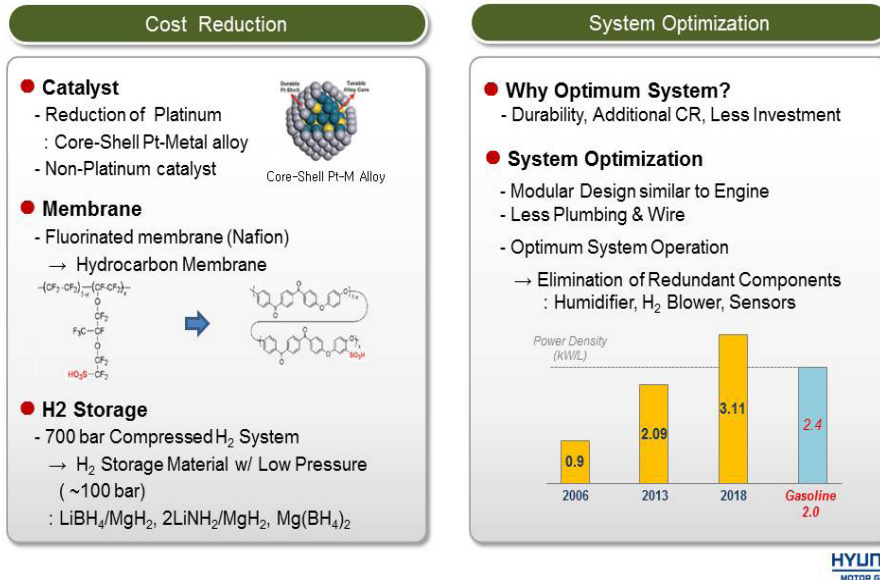 Cost Reduction
Catalyst
- Reduction of Platinum
: Core-Shell Pt-Metal alloy
- Non-Platinum catalyst
Durable Pt Shell
Tunable Alloy Core
Core-Shell Pt-M Alloy
Membrane
- Fluorinated membrane (Nafion)
→ Hydrocarbon Membrane
H2 Storage
- 700 bar Compressed H₂ System
→ H₂ Storage Material w/ Low Pressure
( ~100 bar)
: LiBH₄/MgH₂, 2LiNH₂/MgH₂, Mg(BH₄)₂
System Optimization
Why Optimum System?
- Durability, Additional CR, Less Investment
System Optimization
- Modular Design similar to Engine
- Less Plumbing & Wire
- Optimum System Operation
→ Elimination of Redundant Components
: Humidifier, H₂ Blower, Sensors
Power Density
(kW/L)
0.9
2.09
3.11
2.4
2006
2013
2018
Gasoline
2.0
HYUN
MOTOR G